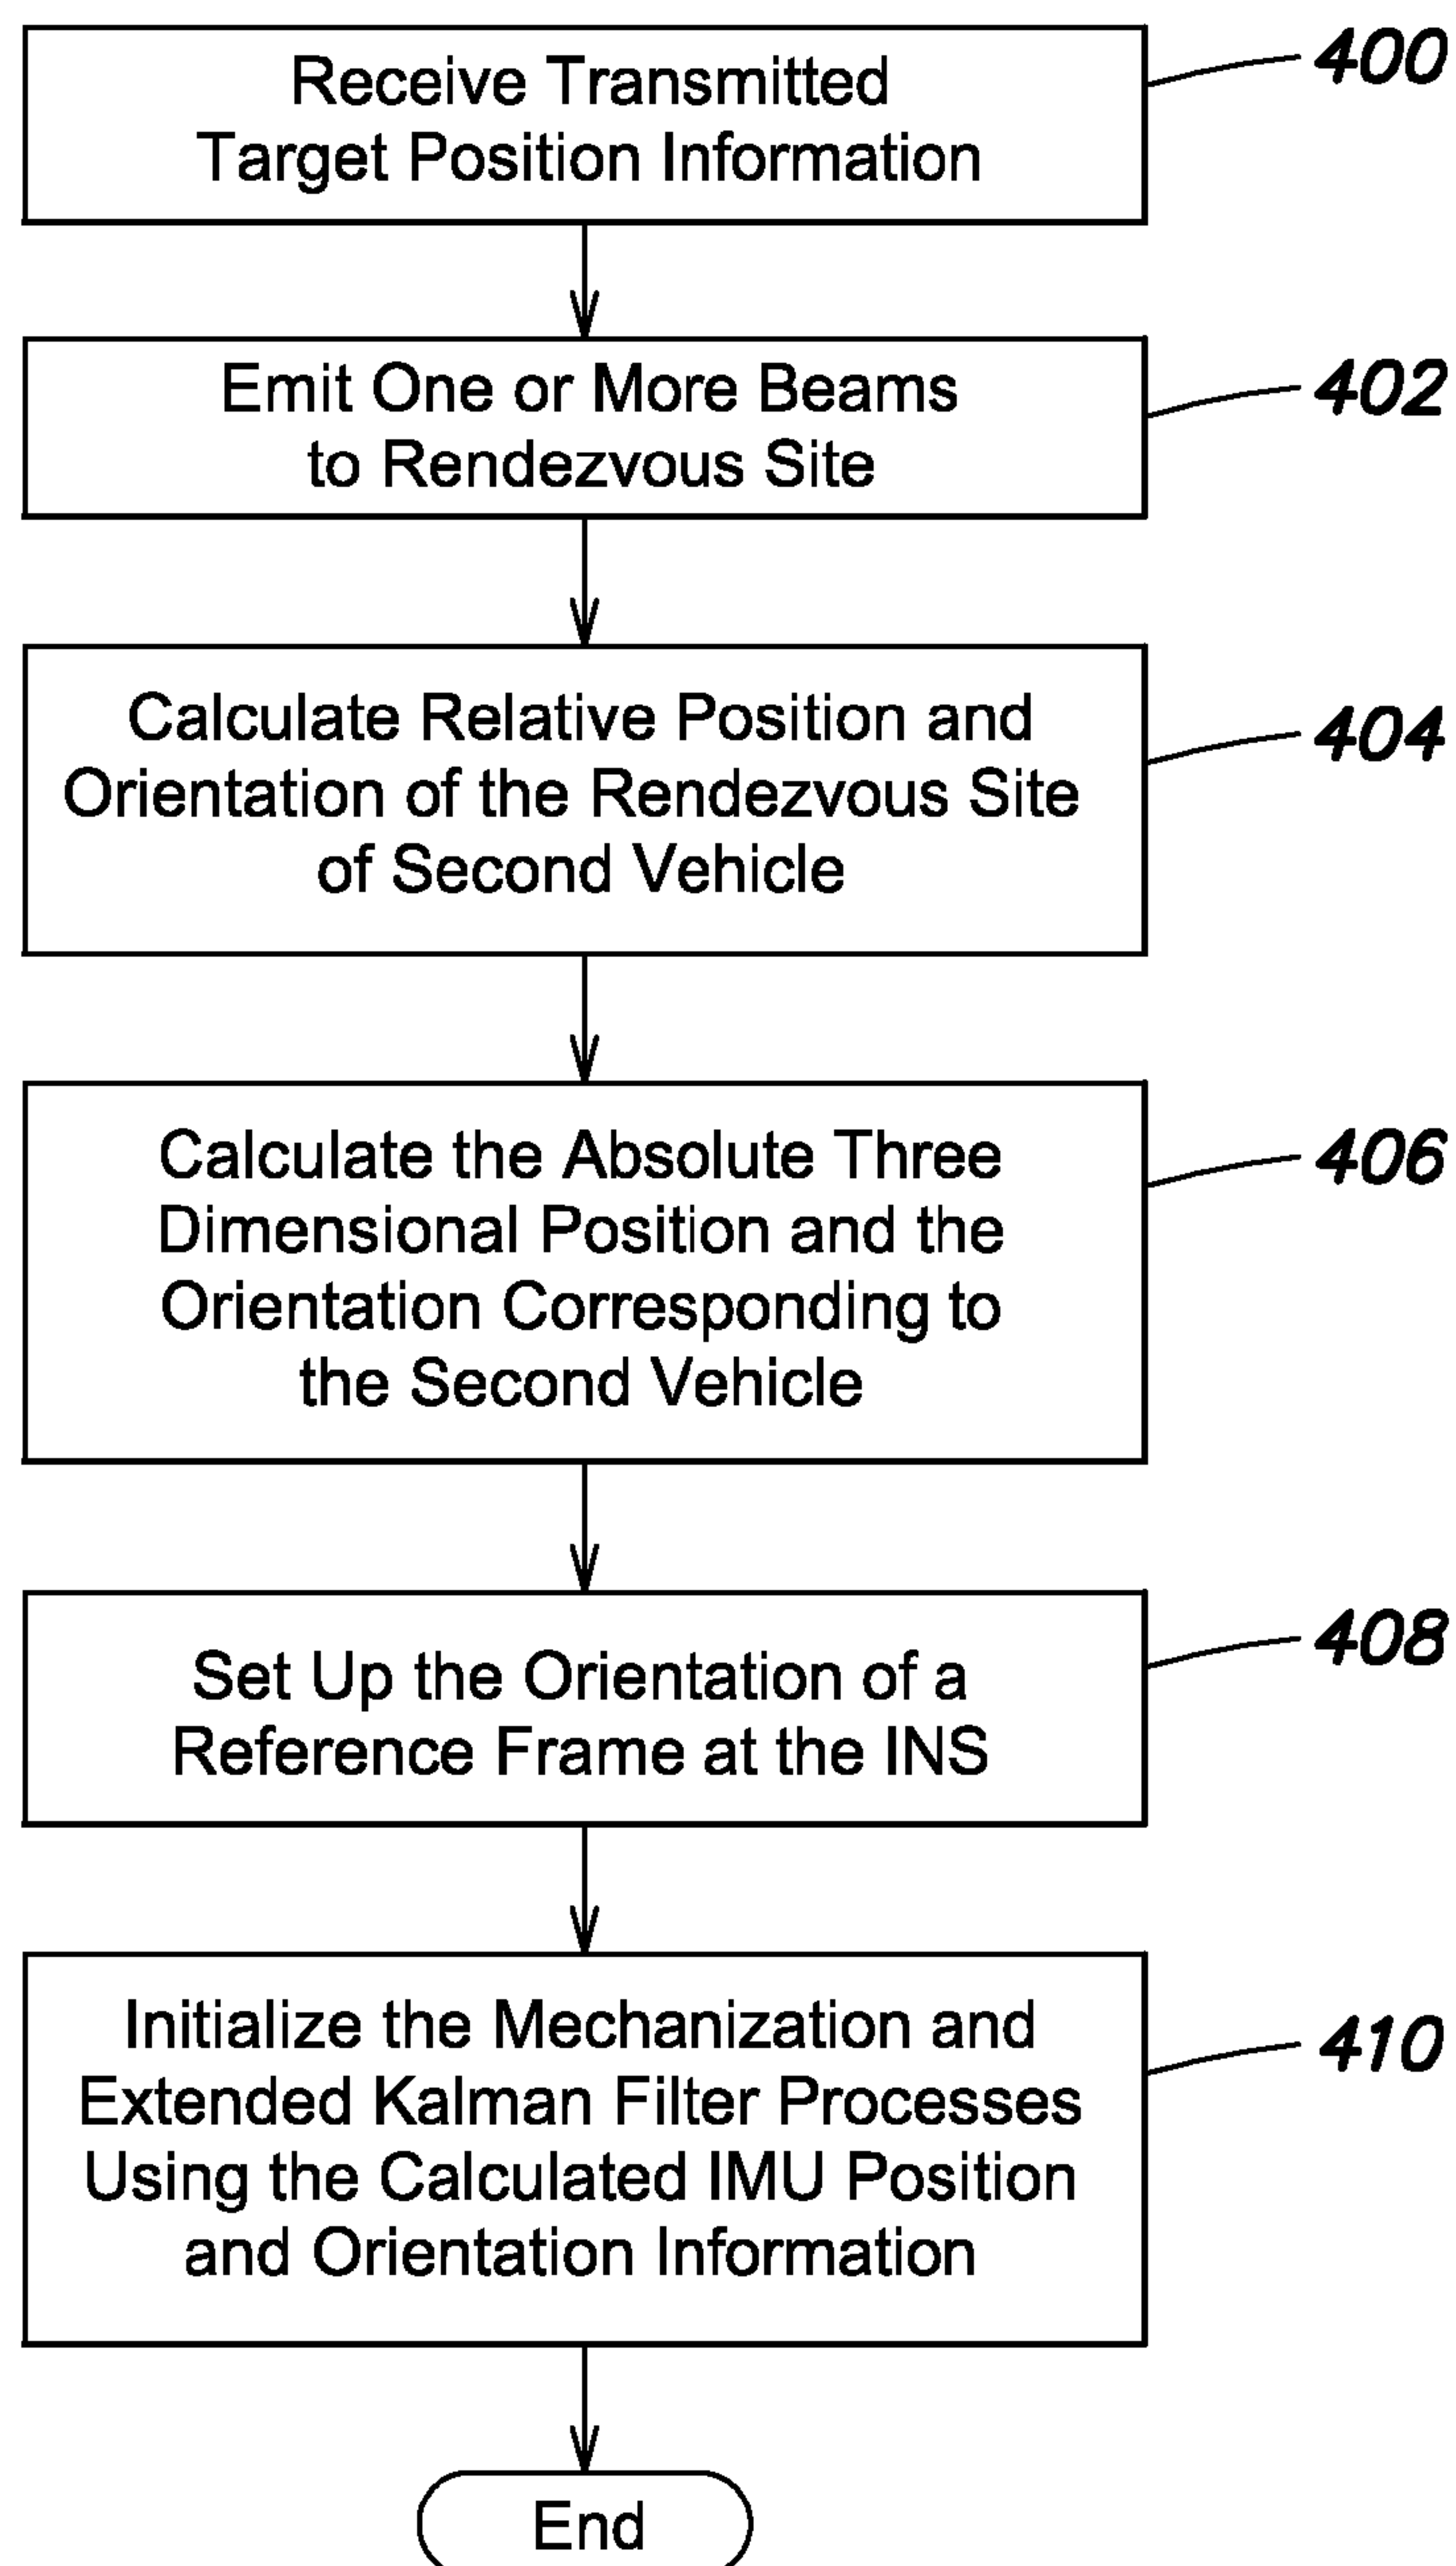 Receive Transmitted
Target Position Information
400
Emit One or More Beams
to Rendezvous Site
402
Calculate Relative Position and
Orientation of the Rendezvous Site
of Second Vehicle
404
Calculate the Absolute Three
Dimensional Position and the
Orientation Corresponding to
the Second Vehicle
406
Set Up the Orientation of a
Reference Frame at the INS
408
Initialize the Mechanization and
Extended Kalman Filter Processes
Using the Calculated IMU Position
and Orientation Information
410
End